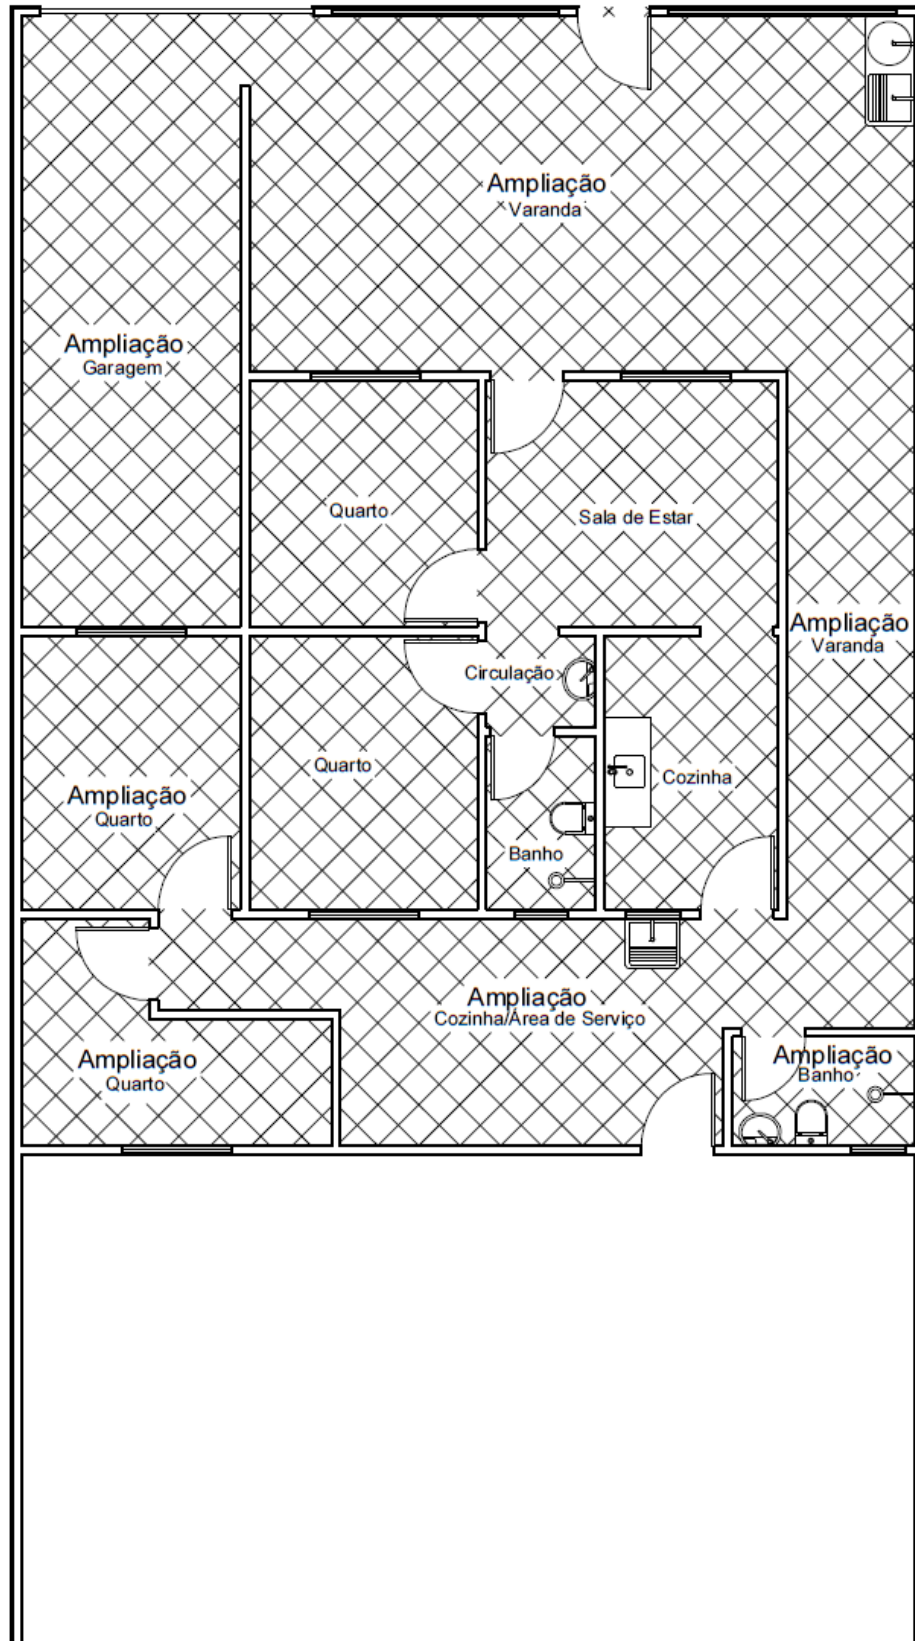 Ampliação
Varanda
Ampliação
Garagem
Quarto
Sala de Estar
Ampliação
Varanda
Circulação
Quarto
Cozinha
Ampliação
Quarto
Banho
Ampliação
Cozinha/Área de Serviço
Ampliação
Quarto
Ampliação
Banho